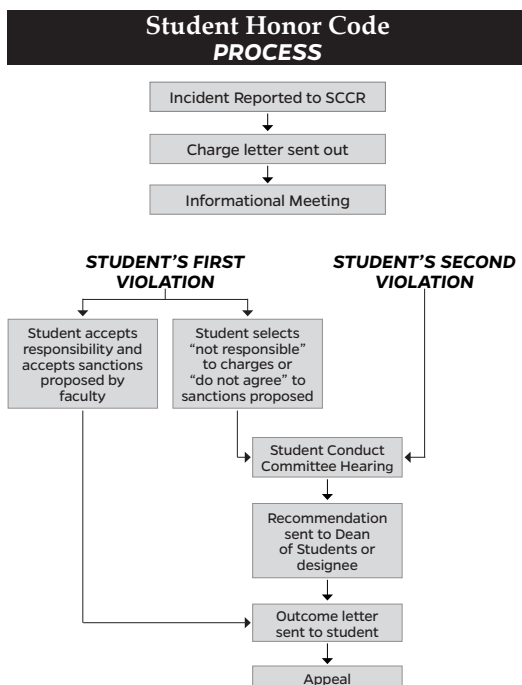 Student Honor Code
PROCESS
Incident Reported to SCCR
Charge letter sent out
Informational Meeting
STUDENT'S FIRST
VIOLATION
STUDENT'S SECOND
VIOLATION
Student accepts
responsibility and
accepts sanctions
proposed by
faculty
Student selects
“not responsible”
to charges or
“do not agree” to
sanctions proposed
Student Conduct
Committee Hearing
Recommendation
sent to Dean
of Students or
designee
Outcome letter
sent to student
Appeal